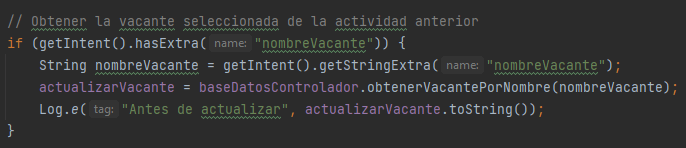 // Obtener la vacante seleccionada de la actividad anterior
if (getIntent().hasExtra( name: "nombreVacante")) {
    String nombreVacante = getIntent().getStringExtra( name: "nombreVacante");
    actualizarVacante = baseDatosControlador.obtenerVacantePorNombre(nombreVacante);
    Log.e( tag: "Antes de actualizar", actualizarVacante.toString());
}